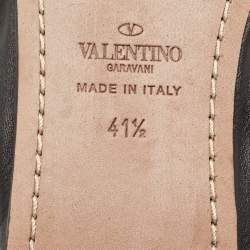 VALENTINO
GARAVANI
MADE IN ITALY
41½